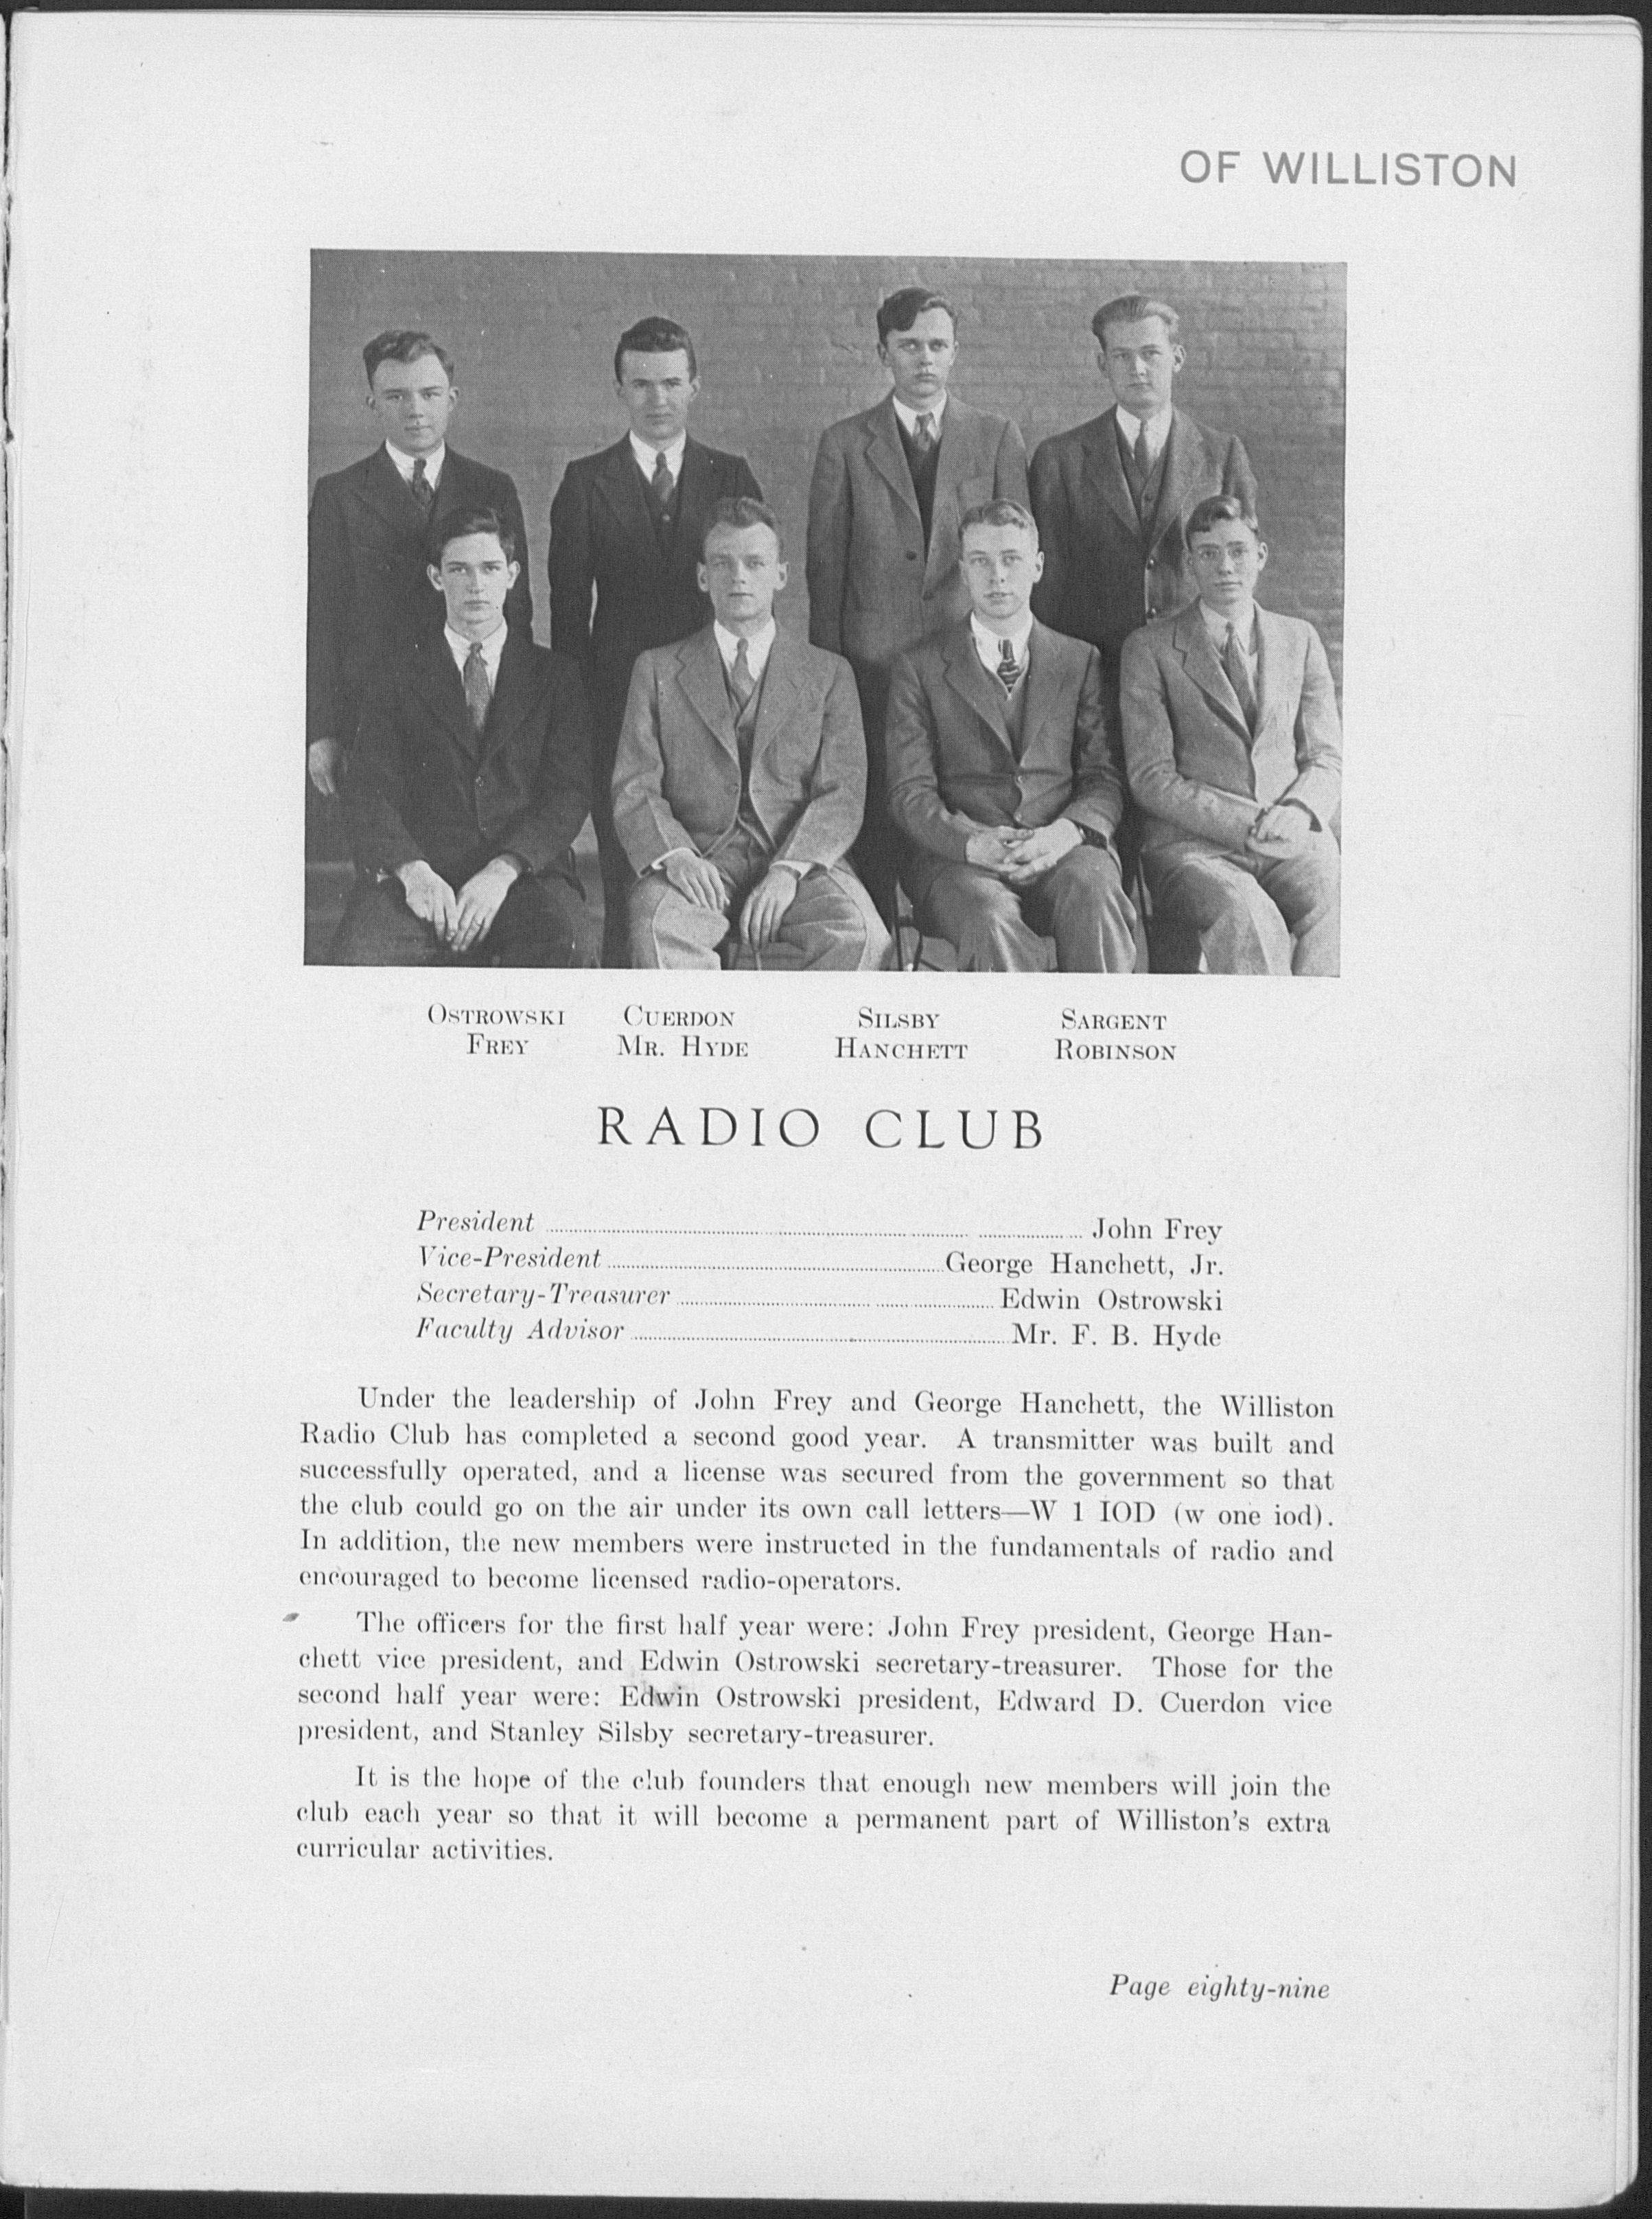 OF WILLISTON
OSTROWSKI CUERDON SILSBY SARGENT
FREY MR. HYDE HANCHETT ROBINSON
RADIO CLUB
President John Frey
Vice-President George Hanchett, Jr.
Secretary-Treasurer Edwin Ostrowski
Faculty Advisor Mr. F. B. Hyde
Under the leadership of John Frey and George Hanchett, the Williston
Radio Club has completed a second good year. A transmitter was built and
successfully operated, and a license was secured from the government so that
the club could go on the air under its own call letters—W 1 IOD (w one iod).
In addition, the new members were instructed in the fundamentals of radio and
encouraged to become licensed radio-operators.
The officers for the first half year were: John Frey president, George Han-
chett vice president, and Edwin Ostrowski secretary-treasurer. Those for the
second half year were: Edwin Ostrowski president, Edward D. Cuerdon vice
president, and Stanley Silsby secretary-treasurer.
It is the hope of the club founders that enough new members will join the
club each year so that it will become a permanent part of Williston's extra
curricular activities.
Page eighty-nine